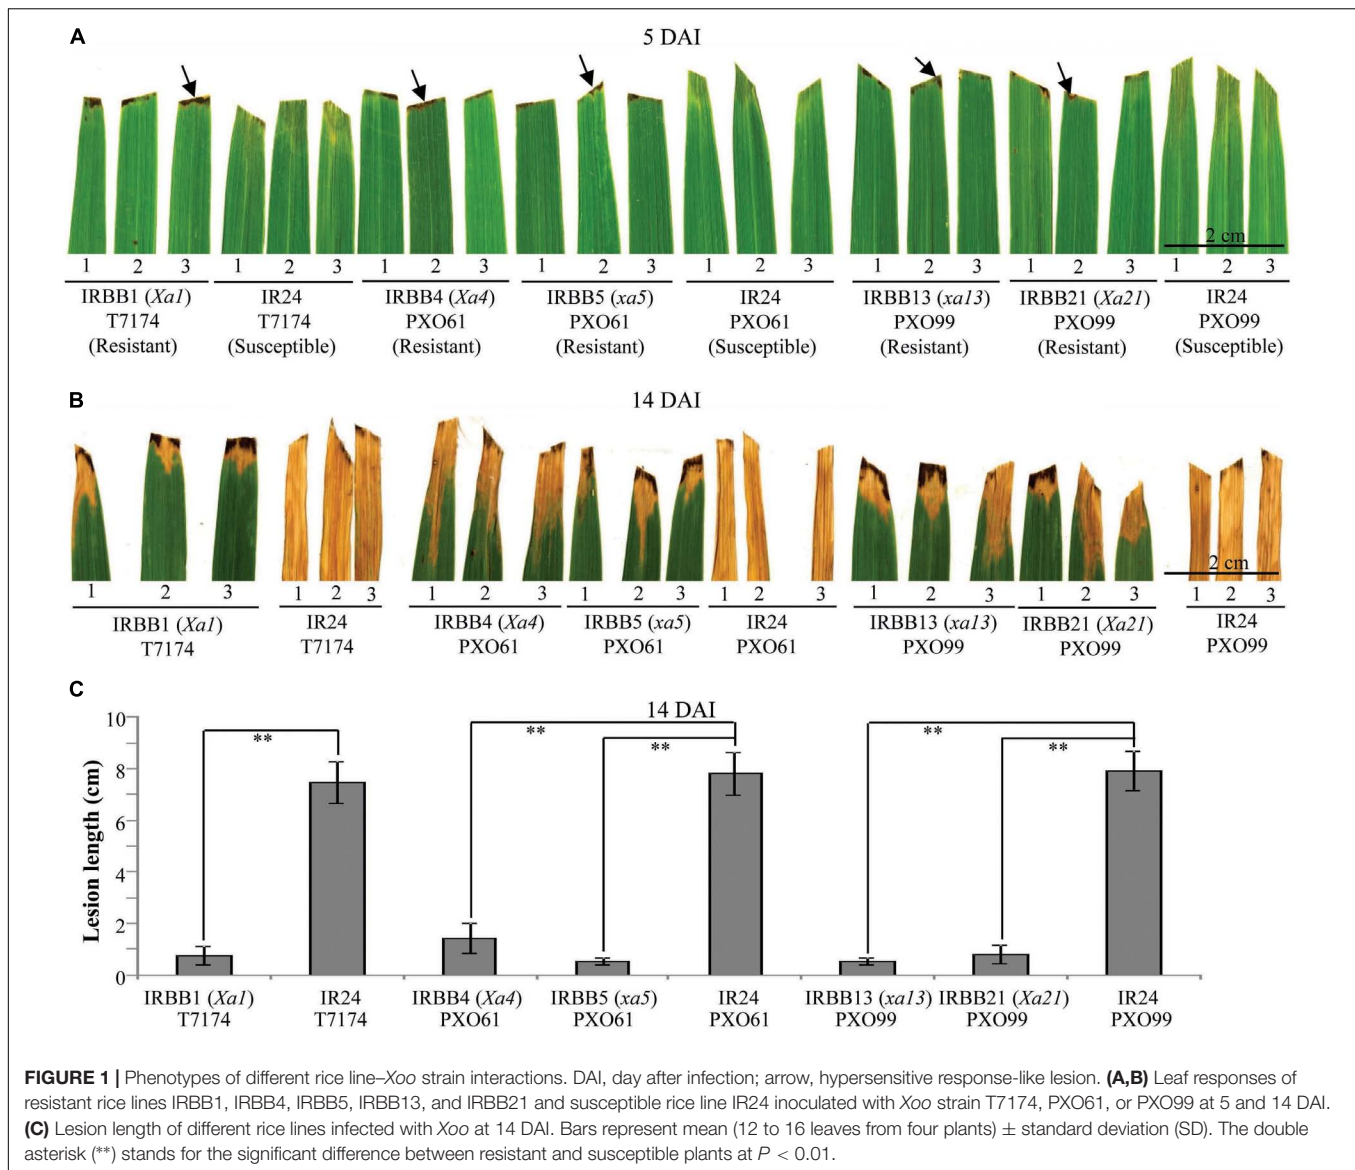 A
5 DAI
1 2 3 1 2 3 1 2 3 1 2 3 1 2 3 1 2 3 1 2 3 1 2 3
2 cm
IRBB1 (Xa1) IR24 IRBB4 (Xa4) IRBB5 (xa5) IR24 IRBB13 (xa13) IRBB21 (Xa21) IR24
T7174 T7174 PXO61 PXO61 PXO61 PXO99 PXO99 PXO99
(Resistant) (Susceptible) (Resistant) (Resistant) (Susceptible) (Resistant) (Resistant) (Susceptible)
B
14 DAI
2 cm
1 2 3 1 2 3 1 2 3 1 2 3 1 2 3 1 2 3 1 2 3 1 2 3
IRBB1 (Xa1) IR24 IRBB4 (Xa4) IRBB5 (xa5) IR24 IRBB13 (xa13) IRBB21 (Xa21) IR24
T7174 T7174 PXO61 PXO61 PXO61 PXO99 PXO99 PXO99
C
14 DAI
Lesion length (cm)
10
8
6
4
2
0
** ** ** ** **
IRBB1 (Xa1) IR24 IRBB4 (Xa4) IRBB5 (xa5) IR24 IRBB13 (xa13) IRBB21 (Xa21) IR24
T7174 T7174 PXO61 PXO61 PXO61 PXO99 PXO99 PXO99
FIGURE 1 | Phenotypes of different rice line–Xoo strain interactions. DAI, day after infection; arrow, hypersensitive response-like lesion. (A,B) Leaf responses of
resistant rice lines IRBB1, IRBB4, IRBB5, IRBB13, and IRBB21 and susceptible rice line IR24 inoculated with Xoo strain T7174, PXO61, or PXO99 at 5 and 14 DAI.
(C) Lesion length of different rice lines infected with Xoo at 14 DAI. Bars represent mean (12 to 16 leaves from four plants) ± standard deviation (SD). The double
asterisk (**) stands for the significant difference between resistant and susceptible plants at P < 0.01.